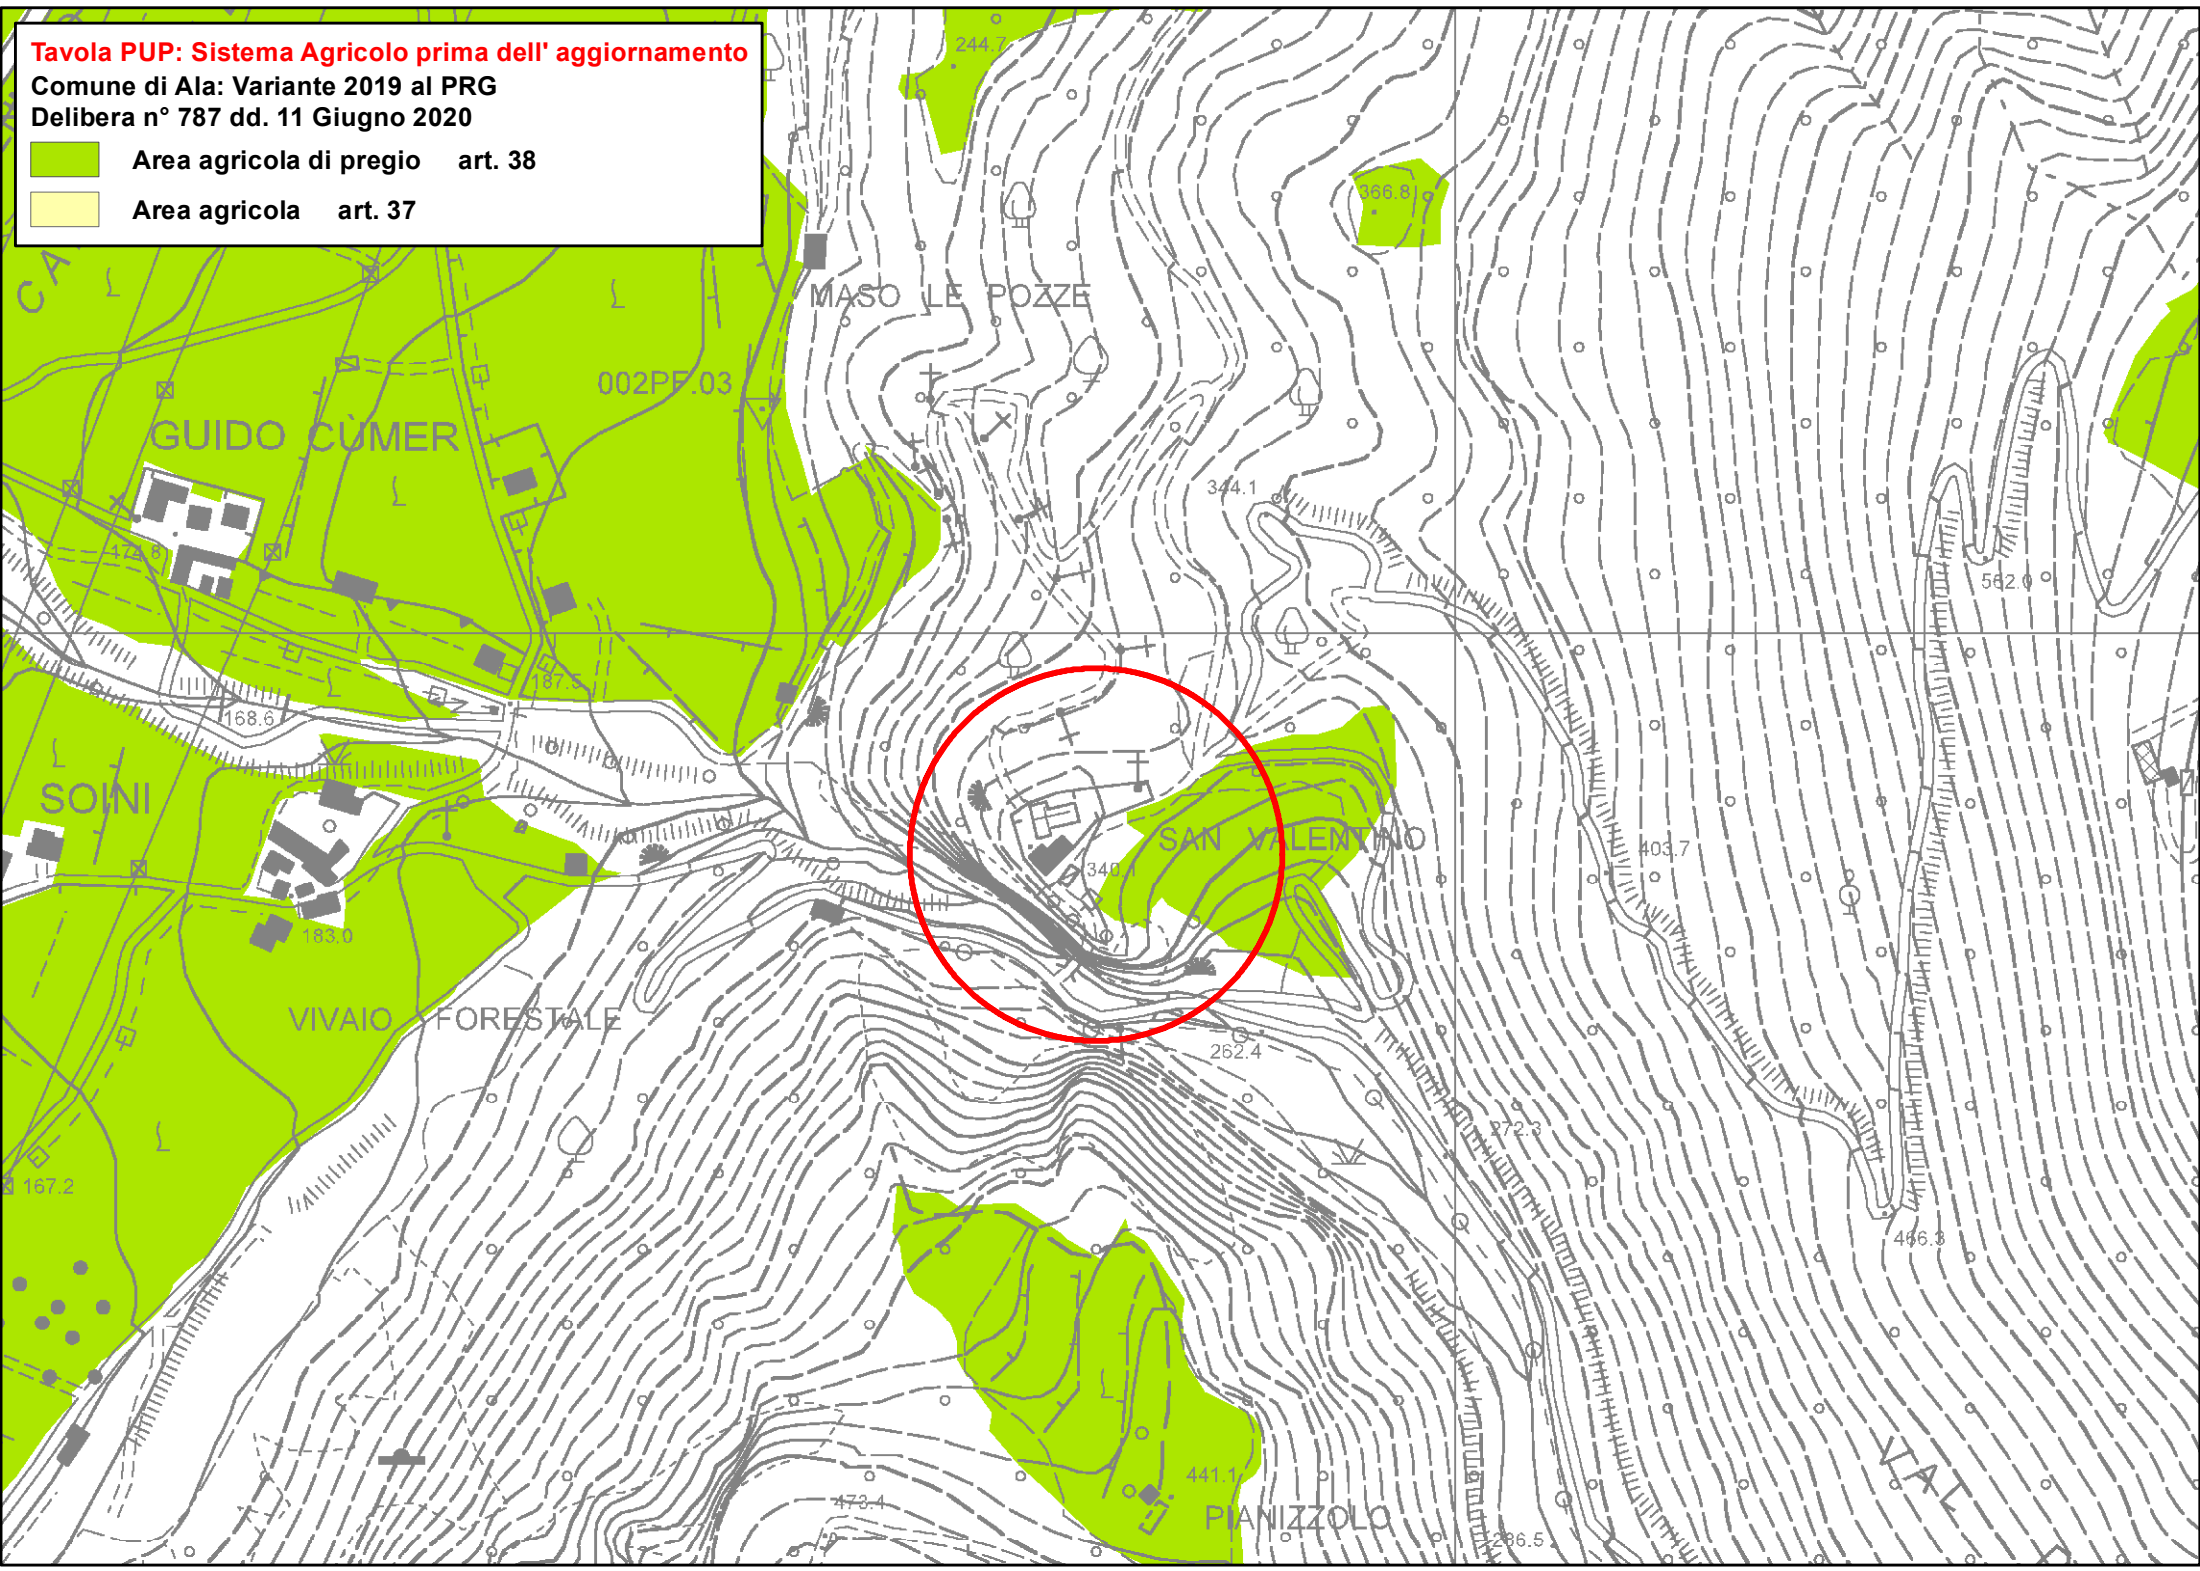 Tavola PUP: Sistema Agricolo prima dell' aggiornamento
Comune di Ala: Variante 2019 al PRG
Delibera n° 787 dd. 11 Giugno 2020
Area agricola di pregio art. 38
Area agricola art. 37
244.7
366.8
CA
MASO LE POZZE
002PF.03
GUIDO CÙMER
344.1
174.8
562.0
187.5
168.6
SOINI
SAN VALENTINO
340.1
403.7
183.0
VIVAIO FORESTALE
262.4
272.3
167.2
466.3
441.1
VAL
473.4
PIANIZZOLO
286.5